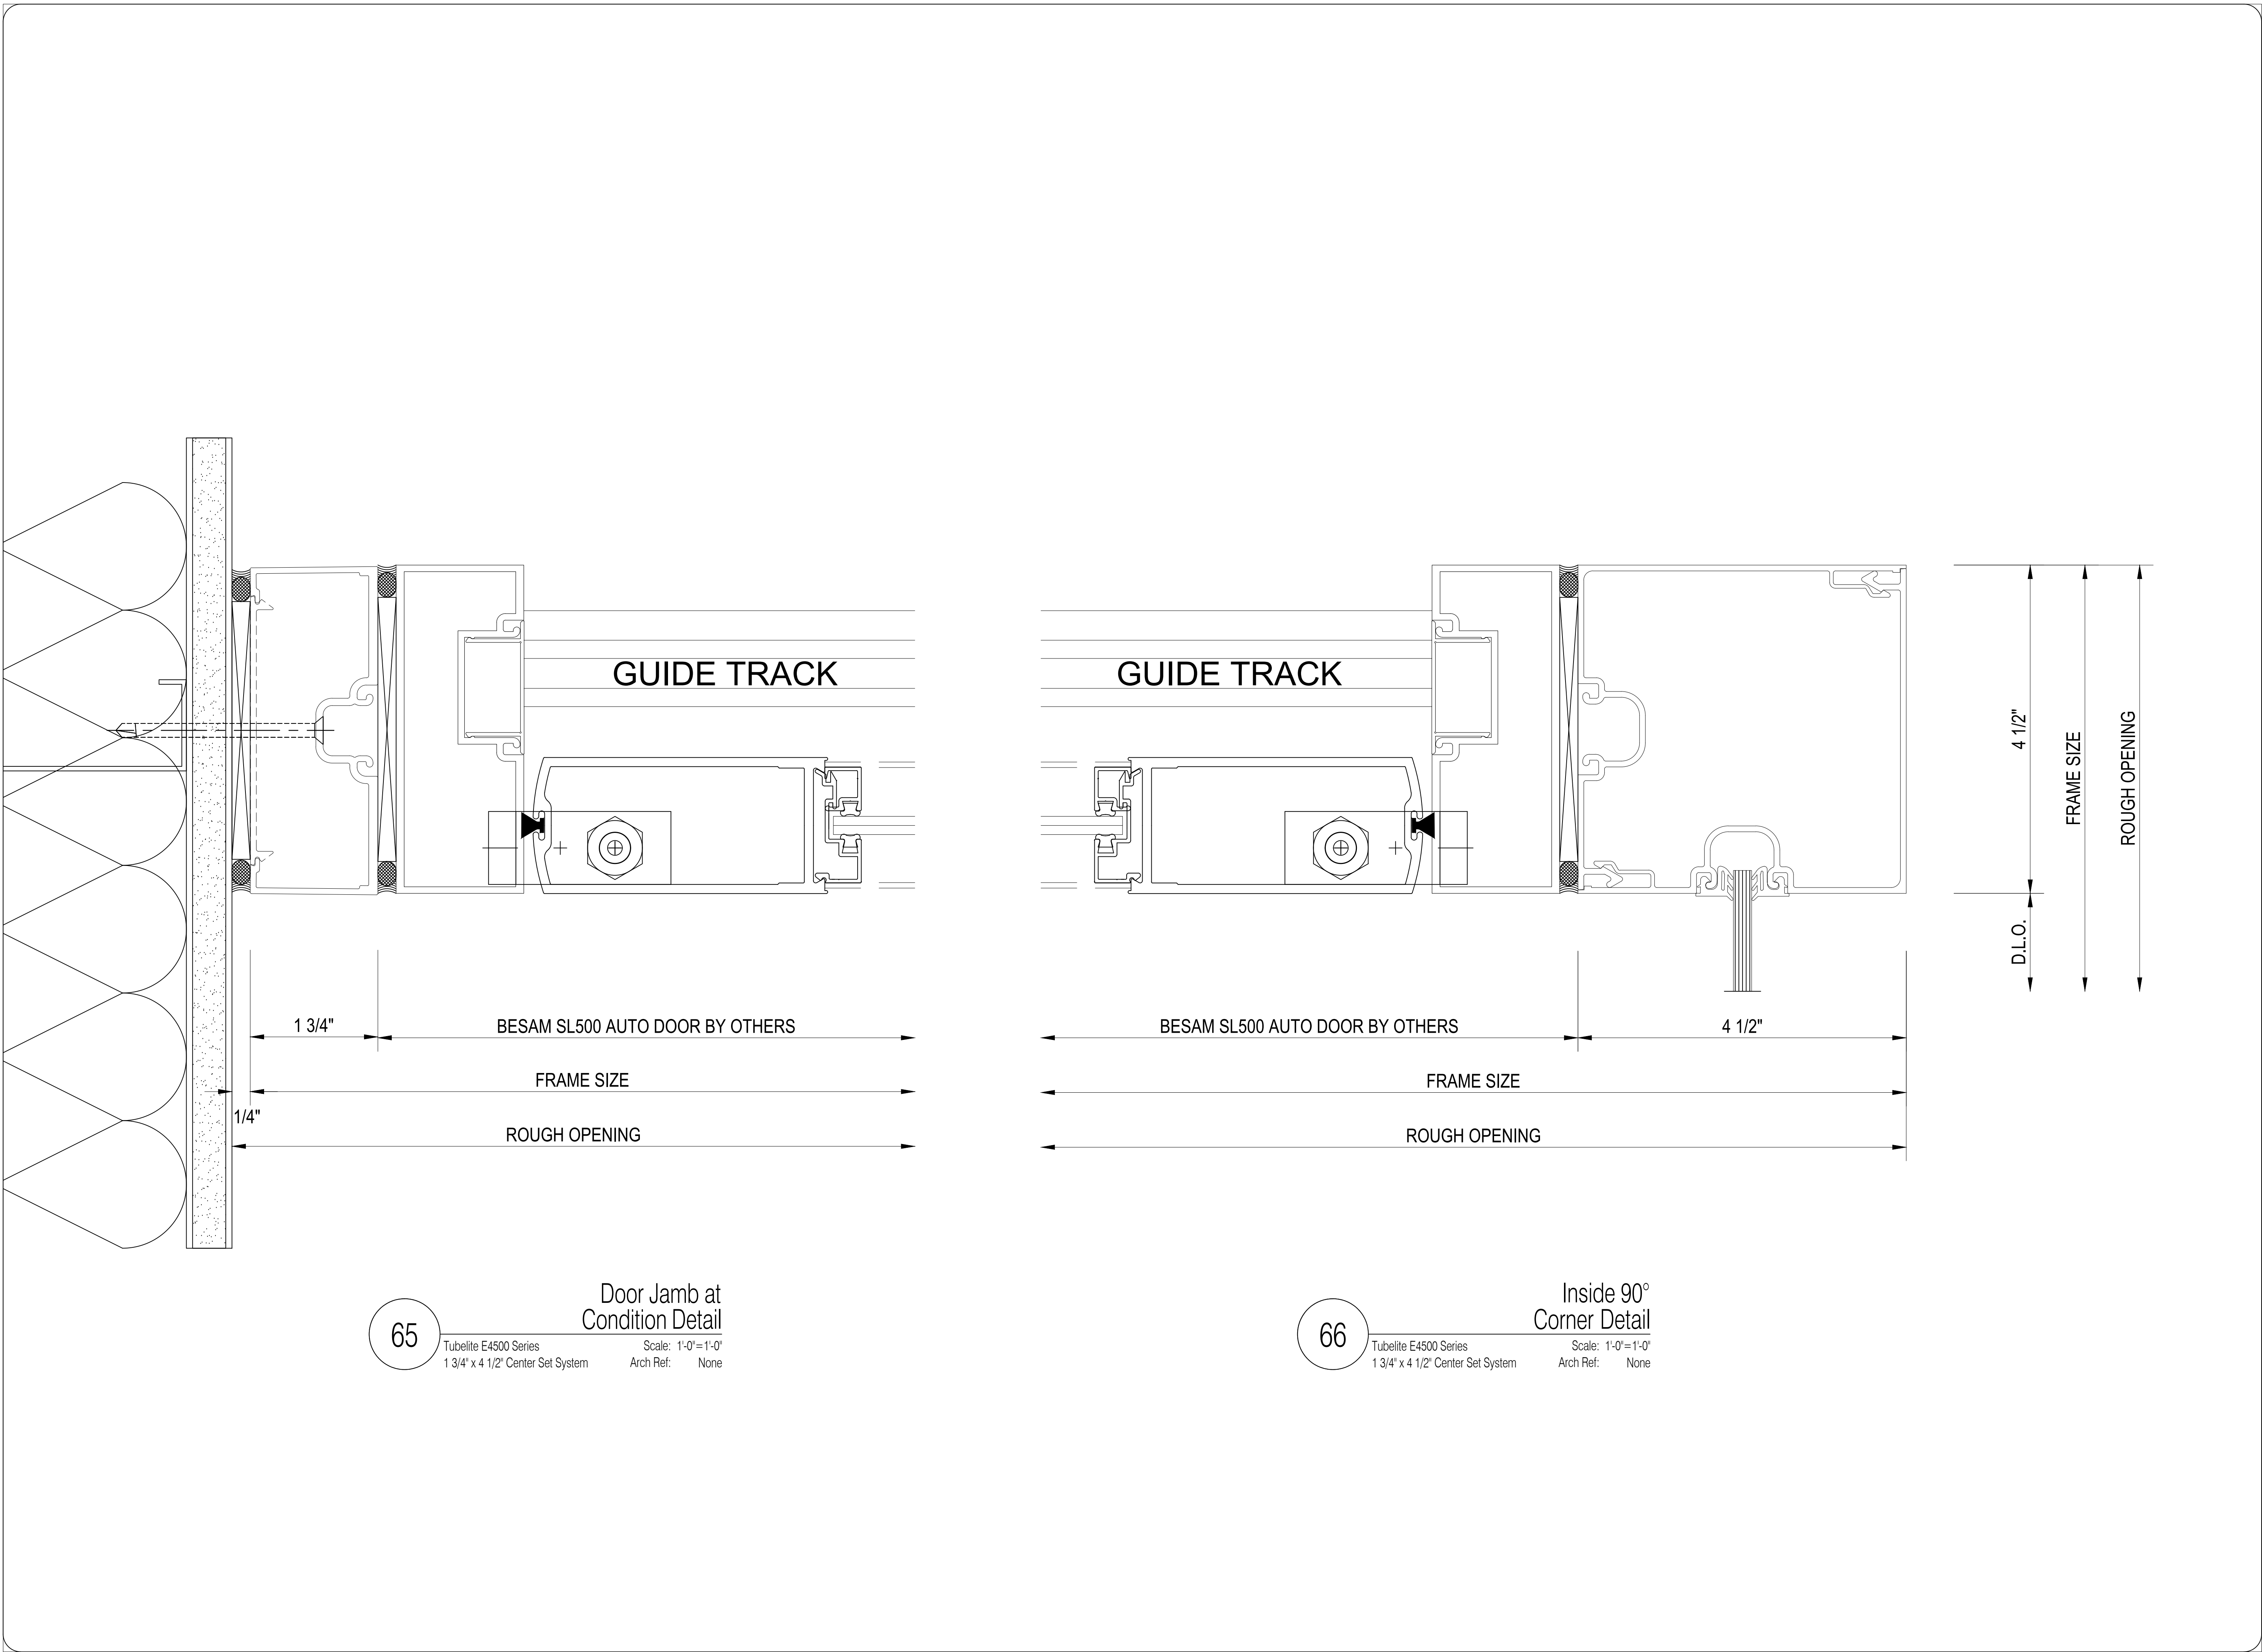 GUIDE TRACK
GUIDE TRACK
4 1/2"
FRAME SIZE
ROUGH OPENING
D.L.O.
1 3/4"
BESAM SL500 AUTO DOOR BY OTHERS
BESAM SL500 AUTO DOOR BY OTHERS
4 1/2"
FRAME SIZE
FRAME SIZE
1/4"
ROUGH OPENING
ROUGH OPENING
65
Door Jamb at
Condition Detail
Tubelite E4500 Series
Scale: 1'-0"=1'-0"
1 3/4" x 4 1/2" Center Set System
Arch Ref: None
66
Inside 90°
Corner Detail
Tubelite E4500 Series
Scale: 1'-0"=1'-0"
1 3/4" x 4 1/2" Center Set System
Arch Ref: None